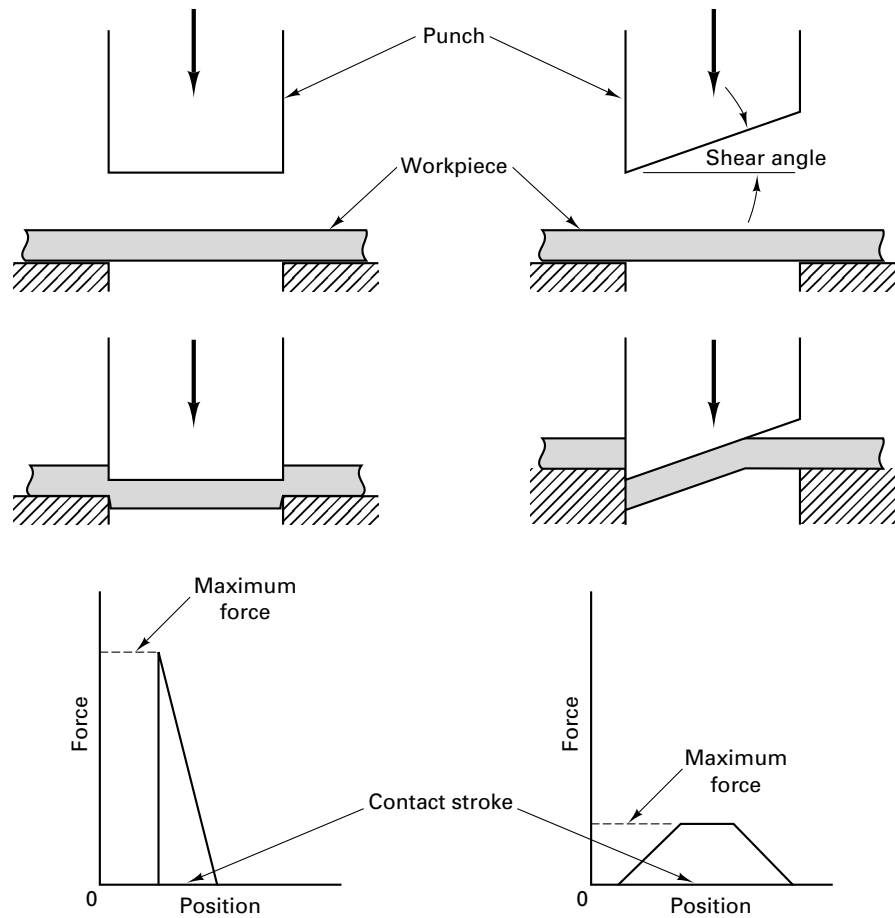 Punch
Shear angle
Workpiece
Maximum
force
Force
Maximum
force
Force
Contact stroke
0
Position
0
Position